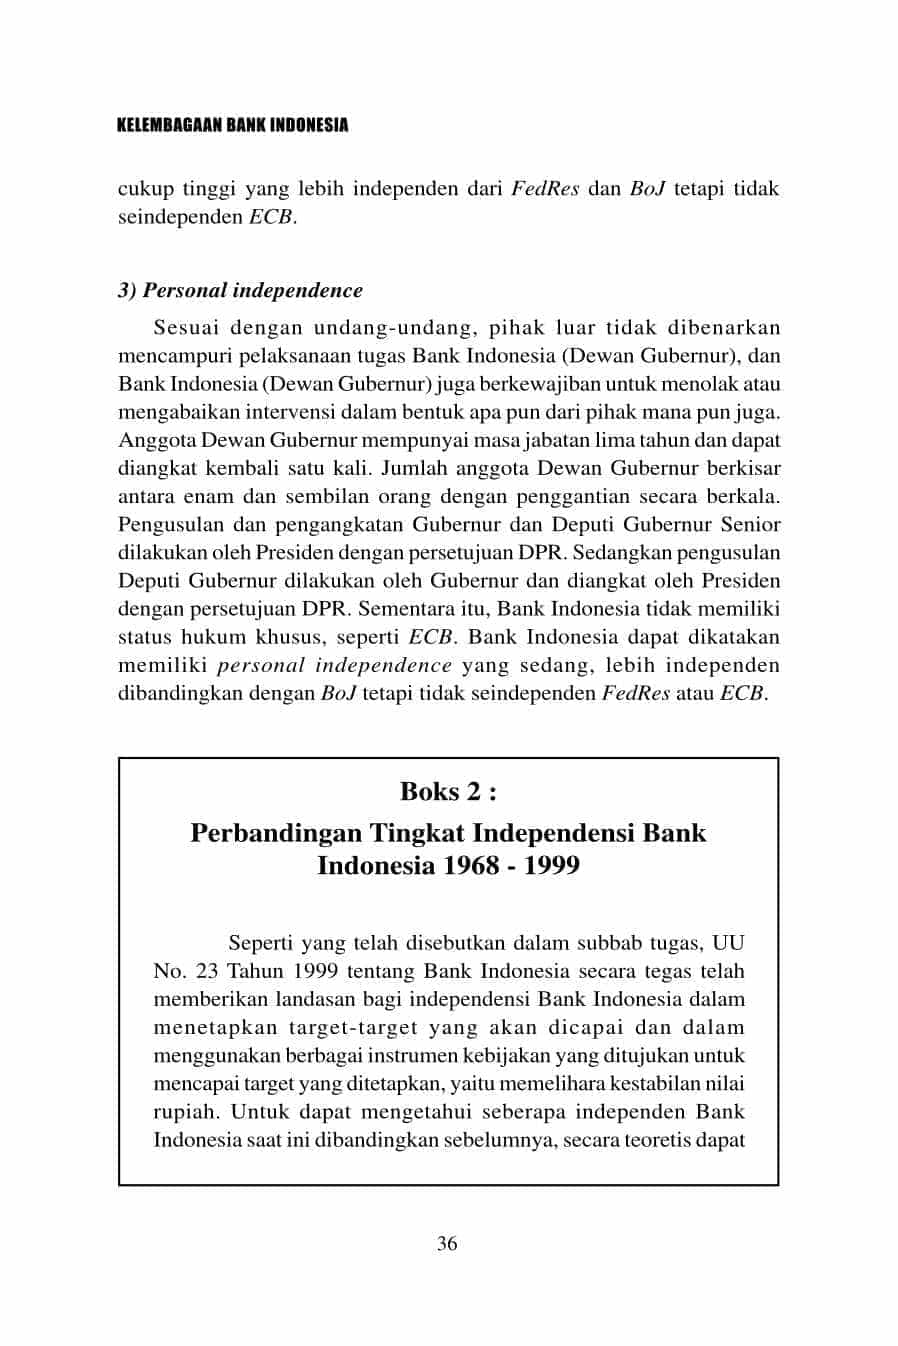 KELEMBAGAAN BANK INDONESIA
cukup tinggi yang lebih independen dari FedRes dan BoJ tetapi tidak
seindependen ECB.
3) Personal independence
Sesuai dengan undang-undang, pihak luar tidak dibenarkan
mencampuri pelaksanaan tugas Bank Indonesia (Dewan Gubernur), dan
Bank Indonesia (Dewan Gubernur) juga berkewajiban untuk menolak atau
mengabaikan intervensi dalam bentuk apa pun dari pihak mana pun juga.
Anggota Dewan Gubernur mempunyai masa jabatan lima tahun dan dapat
diangkat kembali satu kali. Jumlah anggota Dewan Gubernur berkisar
antara enam dan sembilan orang dengan penggantian secara berkala.
Pengusulan dan pengangkatan Gubernur dan Deputi Gubernur Senior
dilakukan oleh Presiden dengan persetujuan DPR. Sedangkan pengusulan
Deputi Gubernur dilakukan oleh Gubernur dan diangkat oleh Presiden
dengan persetujuan DPR. Sementara itu, Bank Indonesia tidak memiliki
status hukum khusus, seperti ECB. Bank Indonesia dapat dikatakan
memiliki personal independence yang sedang, lebih independen
dibandingkan dengan BoJ tetapi tidak seindependen FedRes atau ECB.
Boks 2 :
Perbandingan Tingkat Independensi Bank
Indonesia 1968 - 1999
Seperti yang telah disebutkan dalam subbab tugas, UU
No. 23 Tahun 1999 tentang Bank Indonesia secara tegas telah
memberikan landasan bagi independensi Bank Indonesia dalam
menetapkan target-target yang akan dicapai dan dalam
menggunakan berbagai instrumen kebijakan yang ditujukan untuk
mencapai target yang ditetapkan, yaitu memelihara kestabilan nilai
rupiah. Untuk dapat mengetahui seberapa independen Bank
Indonesia saat ini dibandingkan sebelumnya, secara teoretis dapat
36